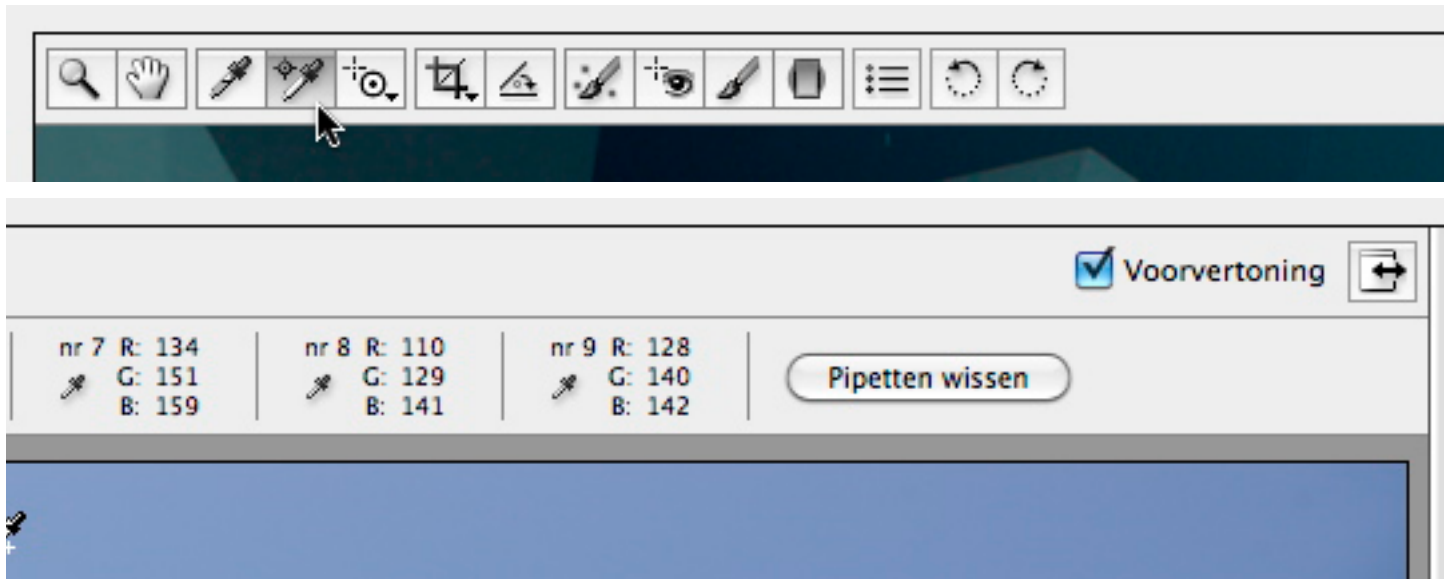 Voorvertoning
nr 7 R: 134
G: 151
B: 159
nr 8 R: 110
G: 129
B: 141
nr 9 R: 128
G: 140
B: 142
Pipetten wissen